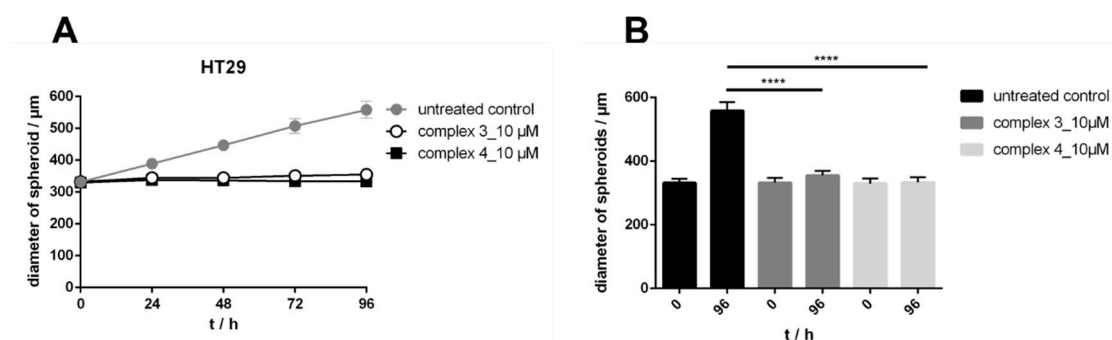 A
HT29
diameter of spheroid / µm
600
500
400
300
200
100
0
0 24 48 72 96
t / h
untreated control
complex 3_10 µM
complex 4_10 µM
B
****
****
diameter of spheroids / µm
600
400
200
0
0 96 0 96 0 96
t / h
untreated control
complex 3_10µM
complex 4_10µM